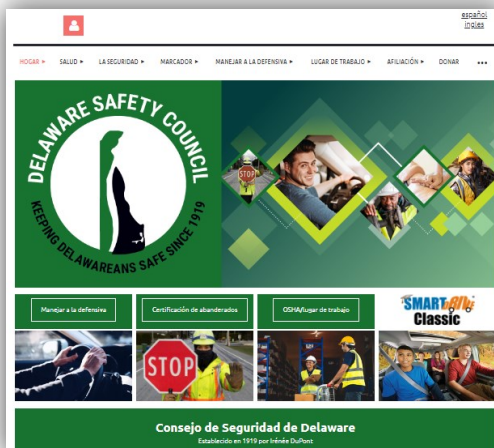 español
ingles
HOGAR SALUD LA SEGURIDAD MARCADOR MANEJAR A LA DEFENSIVA LUGAR DE TRABAJO AFILIACIÓN DONAR
DELAWARE SAFETY COUNCIL
KEEPING DELAWAREANS SAFE SINCE 1919
STOP
Manejar a la defensiva
Certificación de abanderados
OSHA/lugar de trabajo
SMART DRIVE
Classic
STOP
Consejo de Seguridad de Delaware
Establecido en 1919 por Irénée DuPont